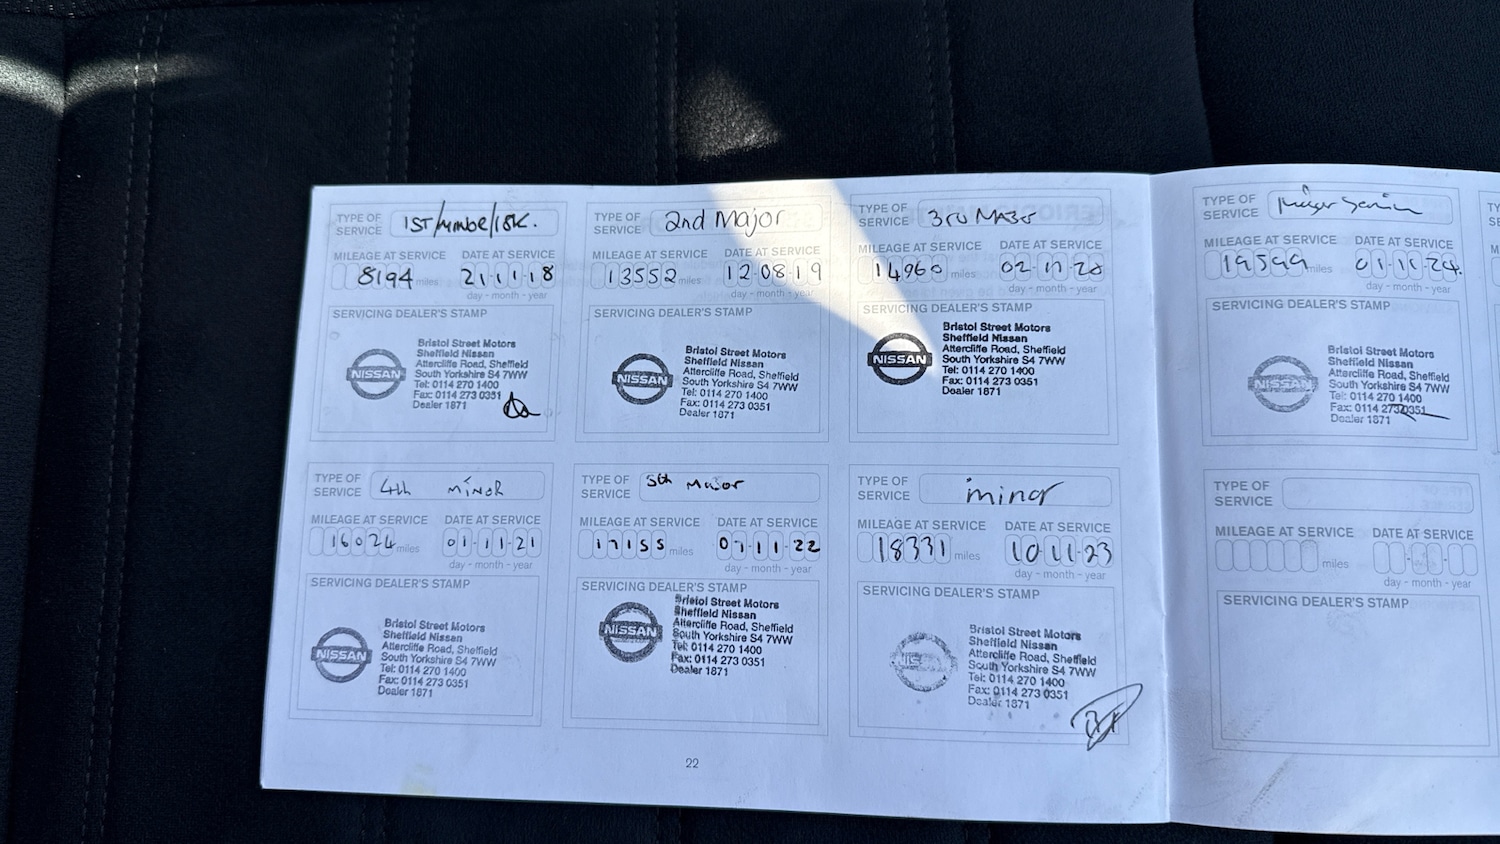 TYPE OF SERVICE 1ST
MILEAGE AT SERVICE DATE AT SERVICE
8194 miles 21-11-18
day - month - year
SERVICING DEALER'S STAMP
NISSAN
Bristol Street Motors
Sheffield Nissan
Attercliffe Road, Sheffield
South Yorkshire S4 7WW
Tel: 0114 270 1400
Fax: 0114 273 0351
Dealer 1871
TYPE OF SERVICE 2nd Major
MILEAGE AT SERVICE DATE AT SERVICE
13552 miles 12-08-19
day - month - year
SERVICING DEALER'S STAMP
NISSAN
Bristol Street Motors
Sheffield Nissan
Attercliffe Road, Sheffield
South Yorkshire S4 7WW
Tel: 0114 270 1400
Fax: 0114 273 0351
Dealer 1871
TYPE OF SERVICE 3rd Major
MILEAGE AT SERVICE DATE AT SERVICE
14960 miles 02-11-20
day - month - year
SERVICING DEALER'S STAMP
NISSAN
Bristol Street Motors
Sheffield Nissan
Attercliffe Road, Sheffield
South Yorkshire S4 7WW
Tel: 0114 270 1400
Fax: 0114 273 0351
Dealer 1871
TYPE OF SERVICE 4th MINOR
MILEAGE AT SERVICE DATE AT SERVICE
16024 miles 01-11-21
day - month - year
SERVICING DEALER'S STAMP
NISSAN
Bristol Street Motors
Sheffield Nissan
Attercliffe Road, Sheffield
South Yorkshire S4 7WW
Tel: 0114 270 1400
Fax: 0114 273 0351
Dealer 1871
TYPE OF SERVICE 5th Major
MILEAGE AT SERVICE DATE AT SERVICE
17155 miles 07-11-22
day - month - year
SERVICING DEALER'S STAMP
NISSAN
Bristol Street Motors
Sheffield Nissan
Attercliffe Road, Sheffield
South Yorkshire S4 7WW
Tel: 0114 270 1400
Fax: 0114 273 0351
Dealer 1871
TYPE OF SERVICE minor
MILEAGE AT SERVICE DATE AT SERVICE
18331 miles 10-11-23
day - month - year
SERVICING DEALER'S STAMP
NISSAN
Bristol Street Motors
Sheffield Nissan
Attercliffe Road, Sheffield
South Yorkshire S4 7WW
Tel: 0114 270 1400
Fax: 0114 273 0351
Dealer 1871
22
TYPE OF SERVICE
MILEAGE AT SERVICE DATE AT SERVICE
19599 miles 01-11-24
day - month - year
SERVICING DEALER'S STAMP
NISSAN
Bristol Street Motors
Sheffield Nissan
Attercliffe Road, Sheffield
South Yorkshire S4 7WW
Tel: 0114 270 1400
Fax: 0114 273 0351
Dealer 1871
TYPE OF SERVICE
MILEAGE AT SERVICE DATE AT SERVICE
miles
day - month - year
SERVICING DEALER'S STAMP